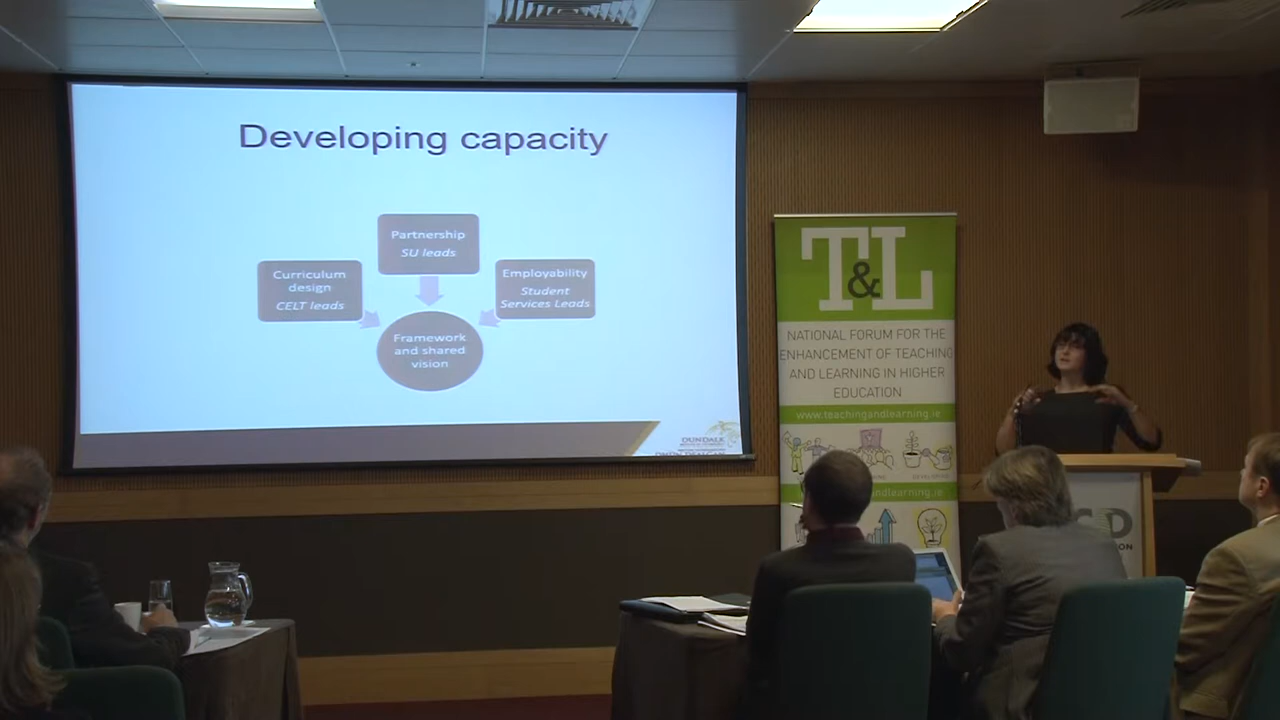 Developing capacity
Partnership
SU leads
Curriculum
design
CELT leads
Employability
Student
Services Leads
Framework
and shared
vision
DUNDALK
T&L
NATIONAL FORUM FOR THE
ENHANCEMENT OF TEACHING
AND LEARNING IN HIGHER
EDUCATION
www.teachingandlearning.ie